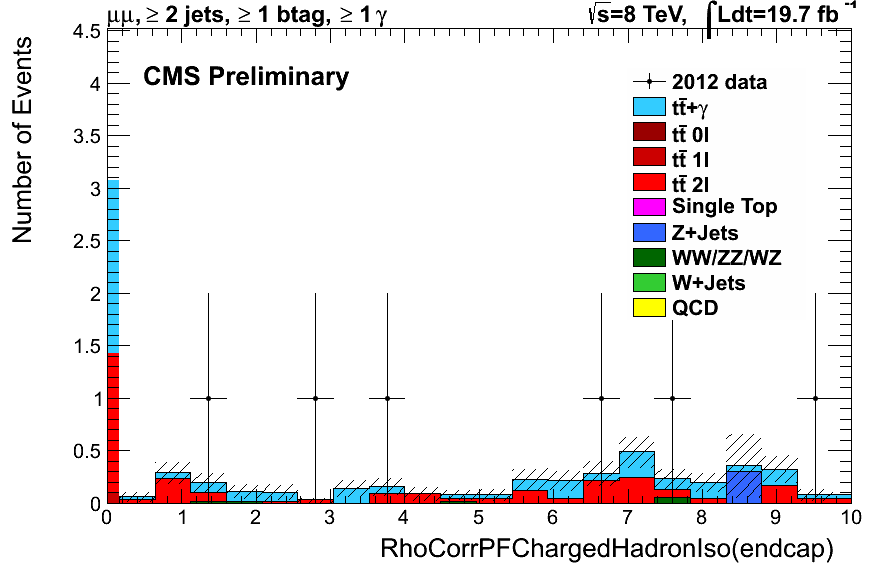 μμ, ≥ 2 jets, ≥ 1 btag, ≥ 1 γ
√s=8 TeV, ∫Ldt=19.7 fb⁻¹
CMS Preliminary
2012 data
tt̄+γ
tt̄ 0l
tt̄ 1l
tt̄ 2l
Single Top
Z+Jets
WW/ZZ/WZ
W+Jets
QCD
Number of Events
4.5
4
3.5
3
2.5
2
1.5
1
0.5
0
0 1 2 3 4 5 6 7 8 9 10
RhoCorrPFChargedHadronIso(endcap)